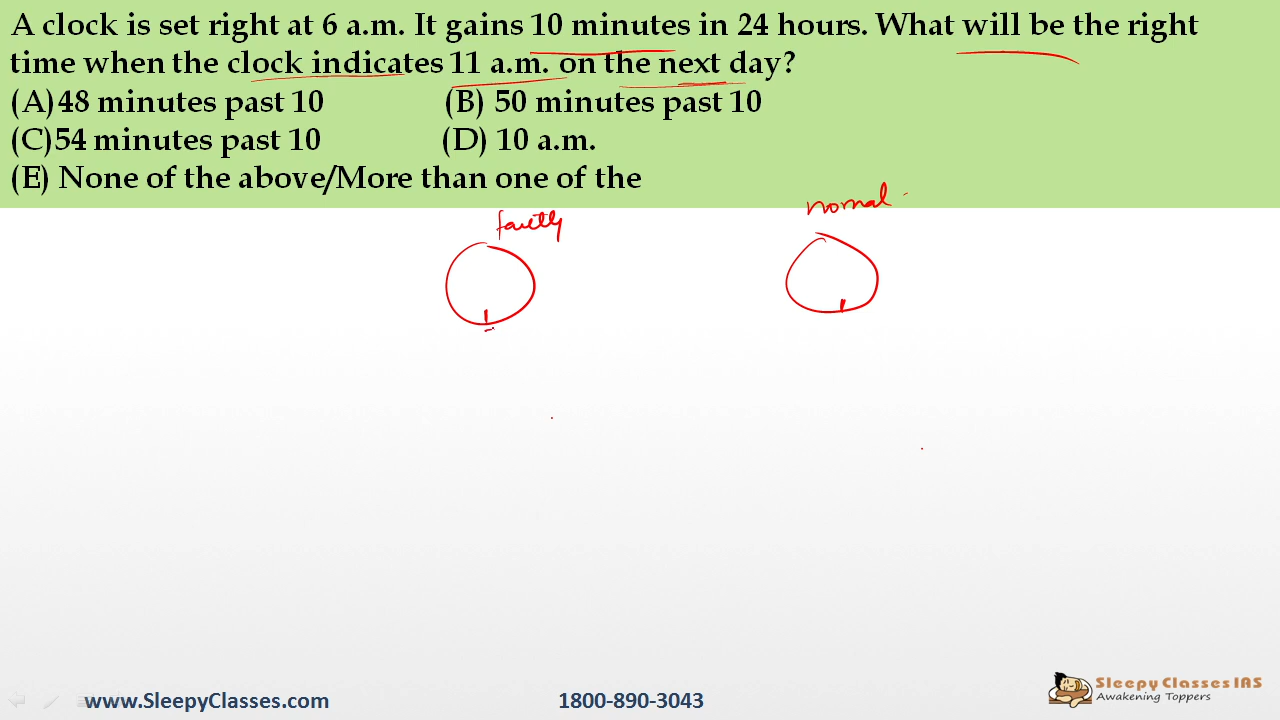 A clock is set right at 6 a.m. It gains 10 minutes in 24 hours. What will be the right
time when the clock indicates 11 a.m. on the next day?
(A)48 minutes past 10 (B) 50 minutes past 10
(C)54 minutes past 10 (D) 10 a.m.
(E) None of the above/More than one of the
faulty normal
www.SleepyClasses.com 1800-890-3043 Sleepy Classes IAS
Awakening Toppers